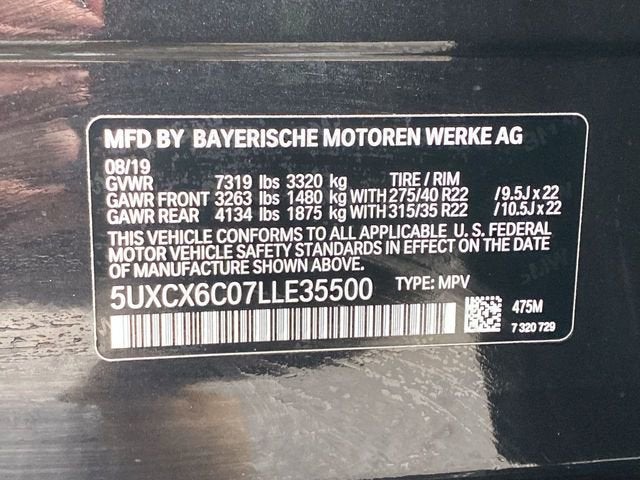 MFD BY BAYERISCHE MOTOREN WERKE AG
08/19
GVWR 7319 lbs 3320 kg TIRE / RIM
GAWR FRONT 3263 lbs 1480 kg WITH 275/40 R22 / 9.5J x 22
GAWR REAR 4134 lbs 1875 kg WITH 315/35 R22 / 10.5J x 22
THIS VEHICLE CONFORMS TO ALL APPLICABLE U. S. FEDERAL
MOTOR VEHICLE SAFETY STANDARDS IN EFFECT ON THE DATE
OF MANUFACTURE SHOWN ABOVE.
5UXCX6C07LLE35500 TYPE: MPV
475M
7 320 729